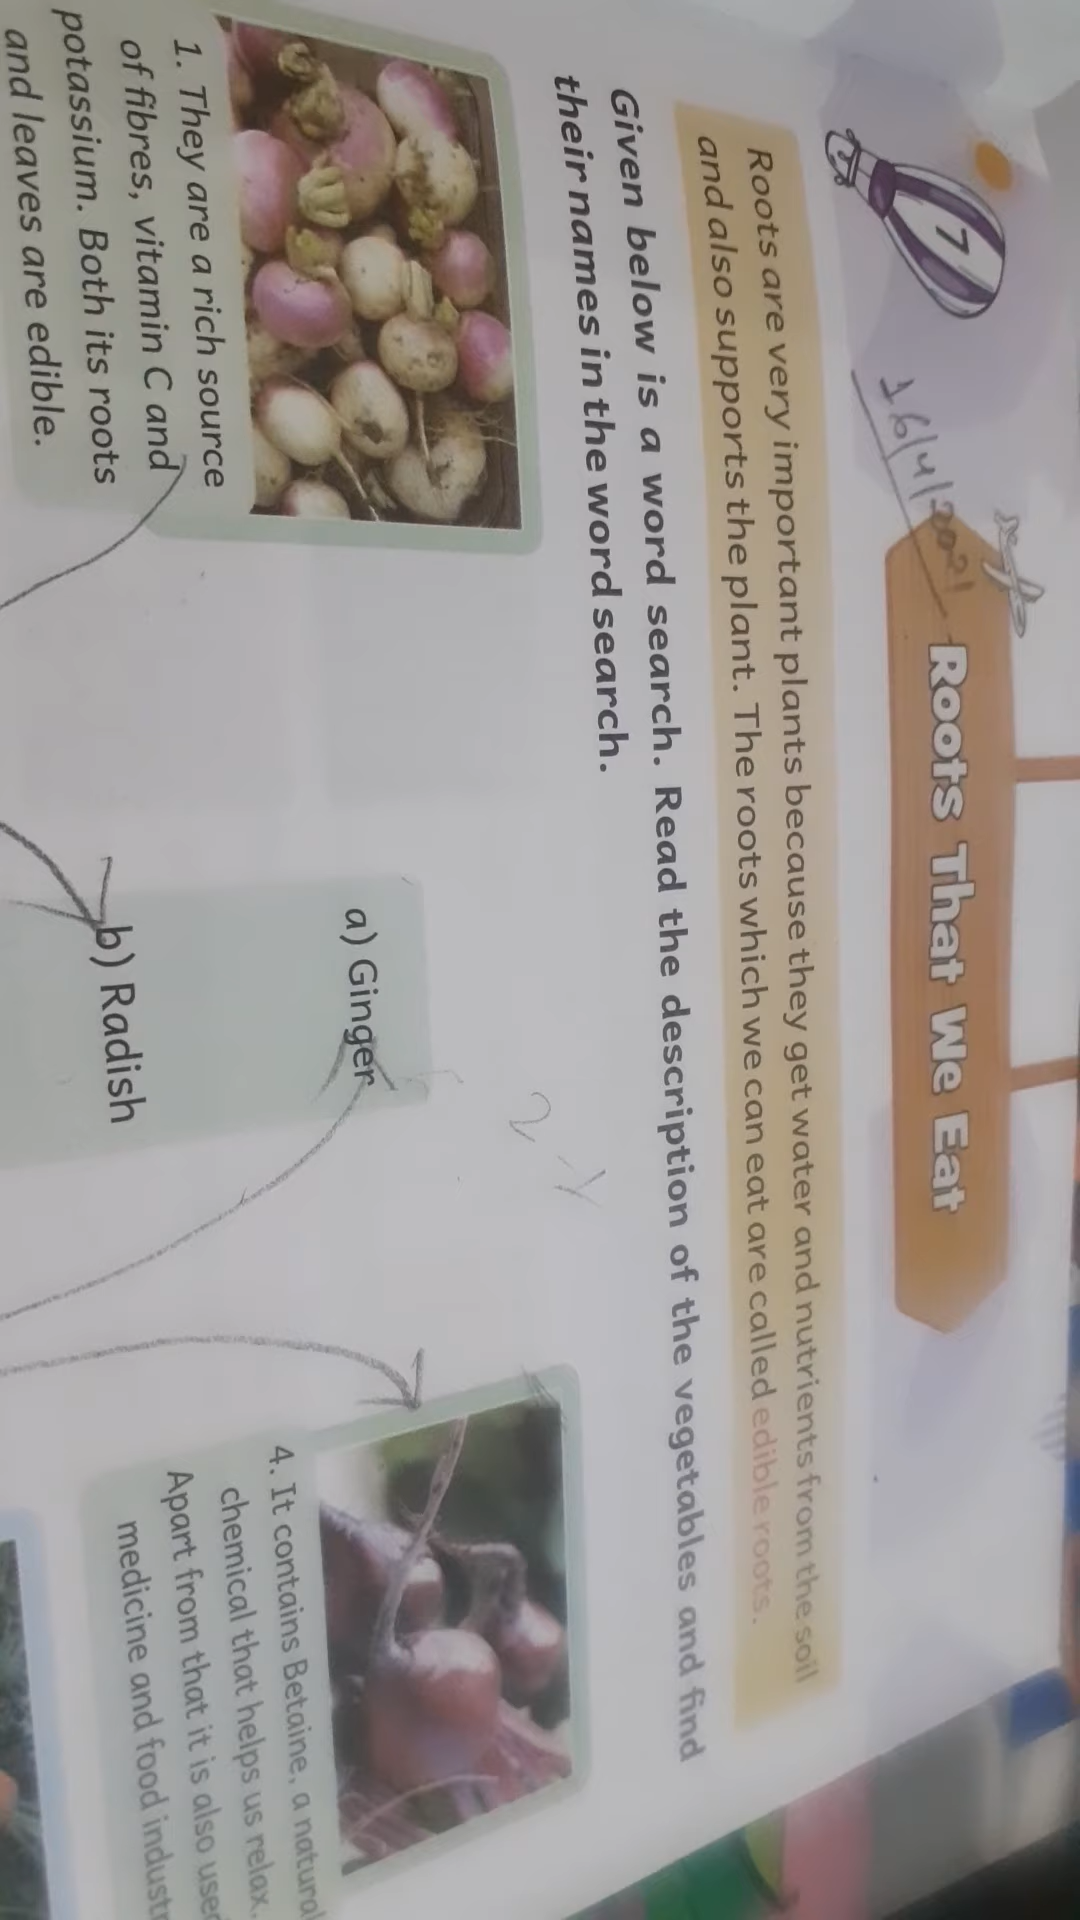 7
16/4/2021
Roots That We Eat
Roots are very important plants because they get water and nutrients from the soil
and also supports the plant. The roots which we can eat are called edible roots.
Given below is a word search. Read the description of the vegetables and find
their names in the word search.
1. They are a rich source
of fibres, vitamin C and
potassium. Both its roots
and leaves are edible.
a) Ginger
b) Radish
4. It contains Betaine, a natural
chemical that helps us relax.
Apart from that it is also used
medicine and food